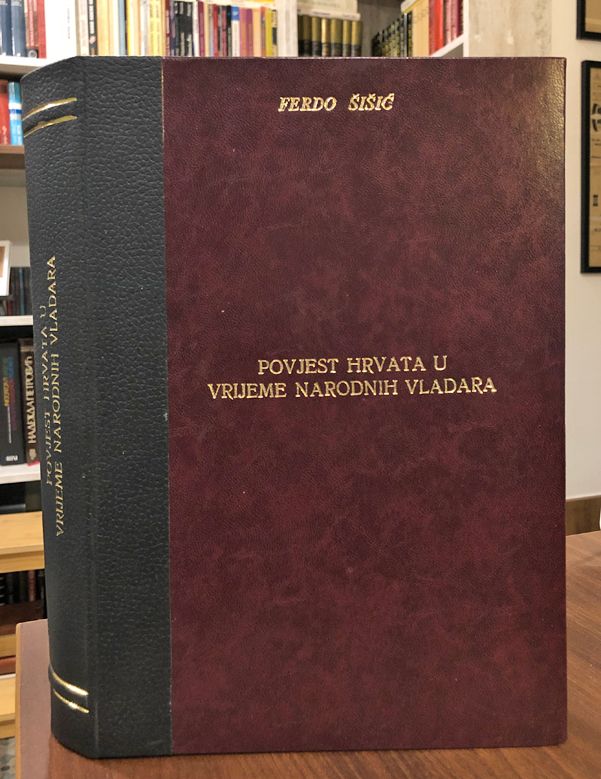 FERDO ŠIŠIĆ
POVJEST HRVATA U
VRIJEME NARODNIH VLADARA
POVJEST HRVATA U
VRIJEME NARODNIH VLADARA